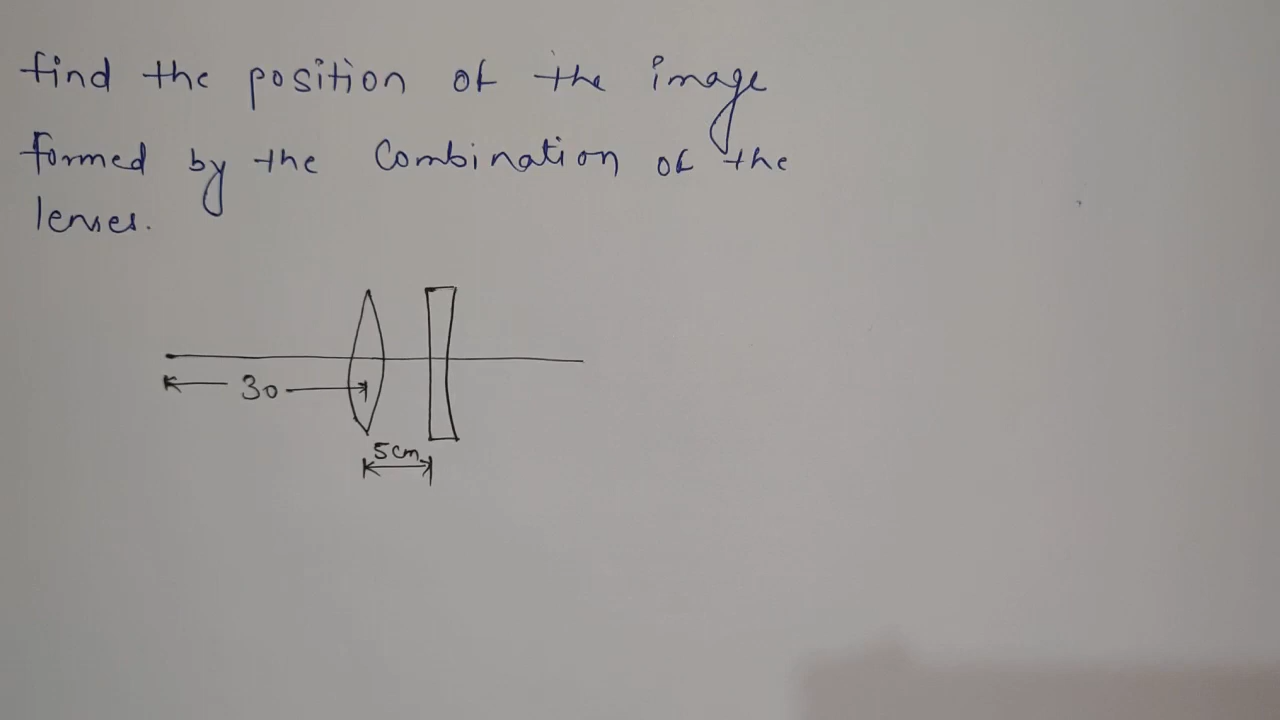 find the position of the image
formed by the combination of the
lenses.
30
5cm